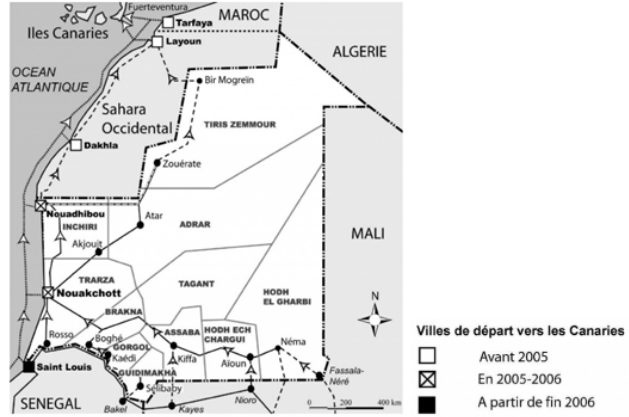 Fuerteventura
MAROC
Tarfaya
Iles Canaries
Layoun
ALGERIE
OCEAN
ATLANTIQUE
Bir Mogreïn
Sahara
Occidental
TIRIS ZEMMOUR
Dakhla
Zouérate
Nouadhibou
INCHIRI
Atar
ADRAR
MALI
Akjoujt
TRARZA
TAGANT
Nouakchott
HODH
EL GHARBI
N
BRAKNA
Rosso
Boghé
GORGOL
ASSABA
HODH ECH
CHARGUI
Néma
Kaédi
Kiffa
Aïoun
Saint Louis
GUIDIMAKHA
Fassala-
Néré
Sélibaby
SENEGAL
Bakel
Kayes
Nioro
0
200
400 km
Villes de départ vers les Canaries
Avant 2005
En 2005-2006
A partir de fin 2006